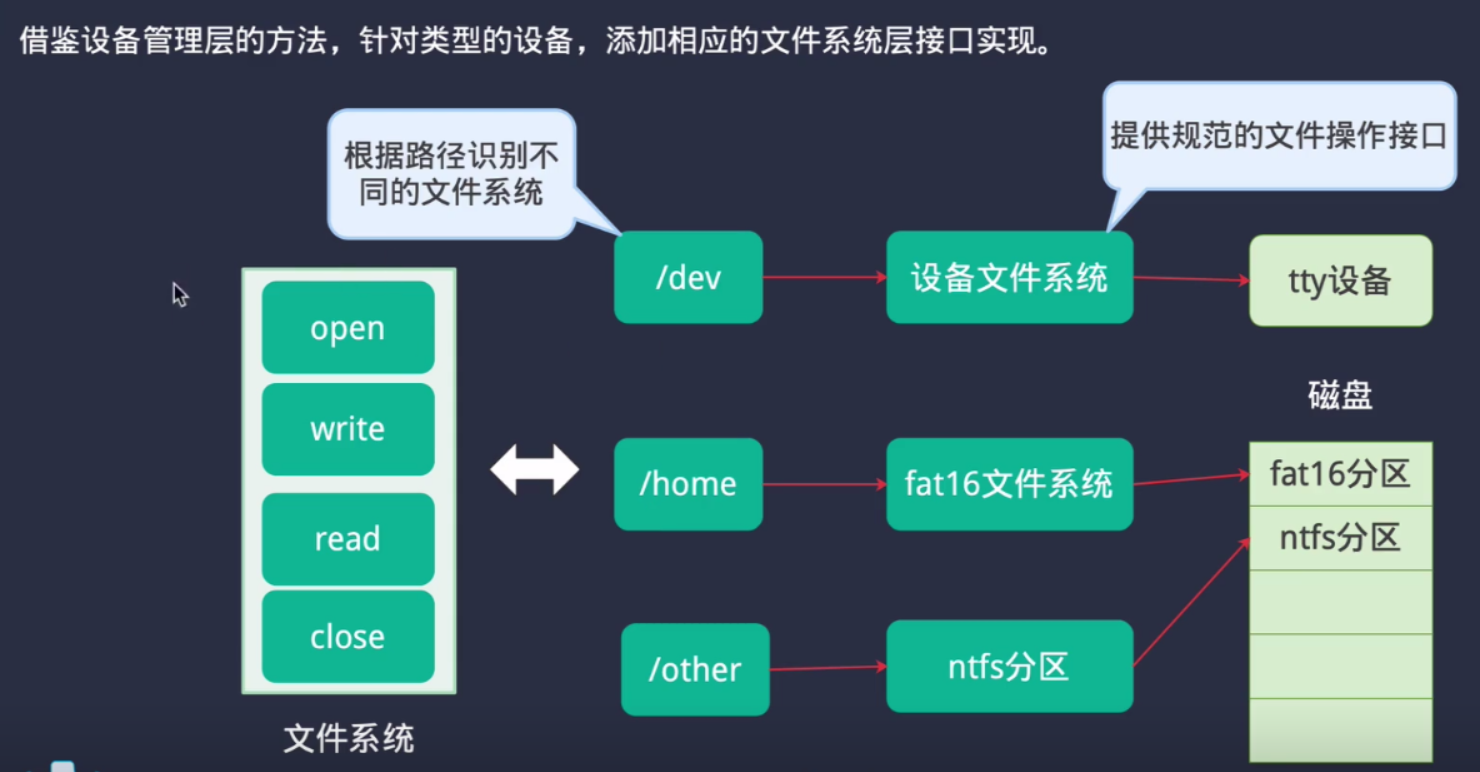 借鉴设备管理层的方法，针对类型的设备，添加相应的文件系统层接口实现。
根据路径识别不
同的文件系统
提供规范的文件操作接口
/dev
设备文件系统
tty设备
open
write
read
close
文件系统
/home
fat16文件系统
磁盘
fat16分区
ntfs分区
/other
ntfs分区